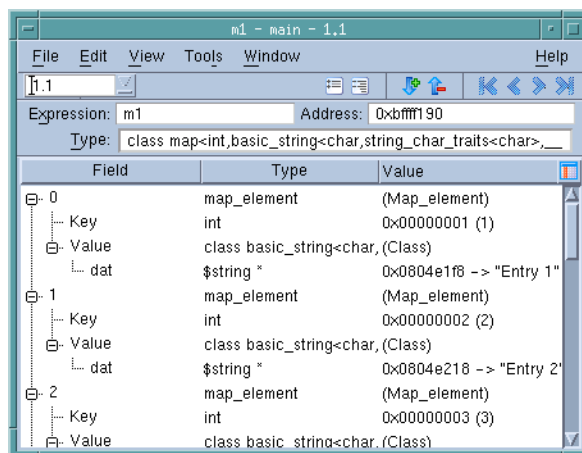 m1 - main - 1.1
File Edit View Tools Window Help
1.1
Expression: m1 Address: 0xbffff190
Type: class map<int,basic_string<char,string_char_traits<char>,__
Field Type Value
0 map_element (Map_element)
Key int 0x00000001 (1)
Value class basic_string<char, (Class)
dat $string * 0x0804e1f8 -> "Entry 1"
1 map_element (Map_element)
Key int 0x00000002 (2)
Value class basic_string<char, (Class)
dat $string * 0x0804e218 -> "Entry 2"
2 map_element (Map_element)
Key int 0x00000003 (3)
Value class basic_string<char, (Class)